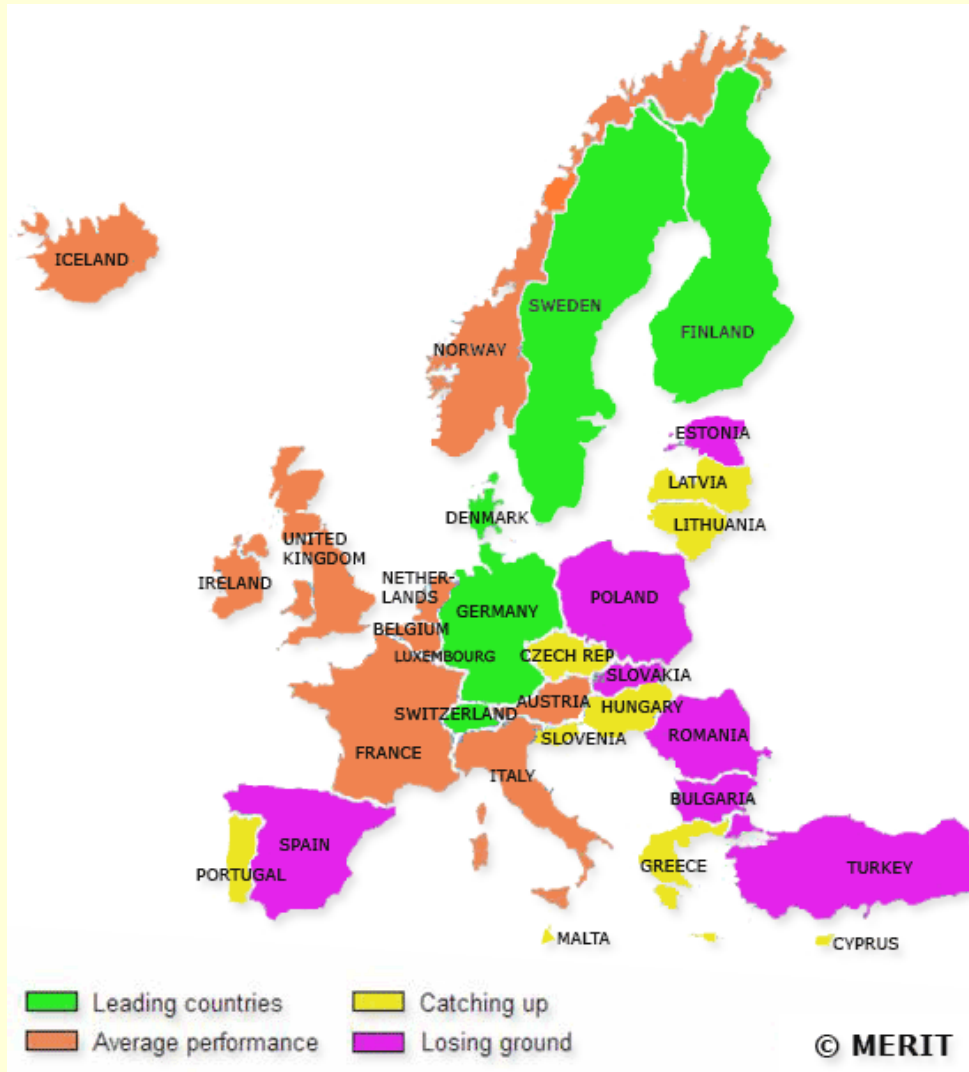 ICELAND
SWEDEN
FINLAND
NORWAY
ESTONIA
LATVIA
DENMARK
LITHUANIA
UNITED
KINGDOM
IRELAND
NETHER-
LANDS
GERMANY
POLAND
BELGIUM
LUXEMBOURG
CZECH REP
SLOVAKIA
AUSTRIA
HUNGARY
SWITZERLAND
SLOVENIA
ROMANIA
FRANCE
ITALY
BULGARIA
SPAIN
PORTUGAL
GREECE
TURKEY
MALTA
CYPRUS
Leading countries
Catching up
Average performance
Losing ground
© MERIT